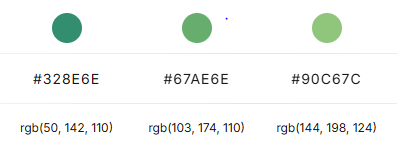 #328E6E #67AE6E #90C67C
rgb(50, 142, 110) rgb(103, 174, 110) rgb(144, 198, 124)